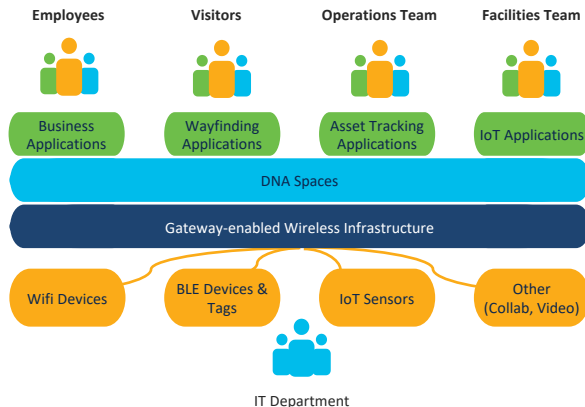 Employees
Visitors
Operations Team
Facilities Team
Business
Applications
Wayfinding
Applications
Asset Tracking
Applications
IoT Applications
DNA Spaces
Gateway-enabled Wireless Infrastructure
Wifi Devices
BLE Devices &
Tags
IoT Sensors
Other
(Collab, Video)
IT Department